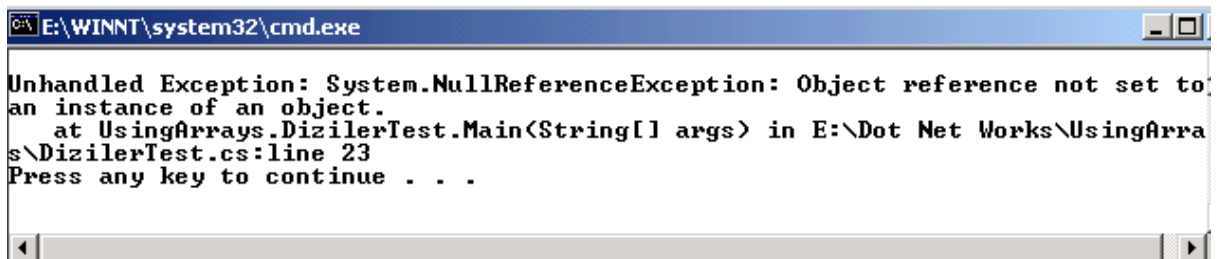 E:\WINNT\system32\cmd.exe
Unhandled Exception: System.NullReferenceException: Object reference not set to
an instance of an object.
   at UsingArrays.DizilerTest.Main(String[] args) in E:\Dot Net Works\UsingArra
s\DizilerTest.cs:line 23
Press any key to continue . . .